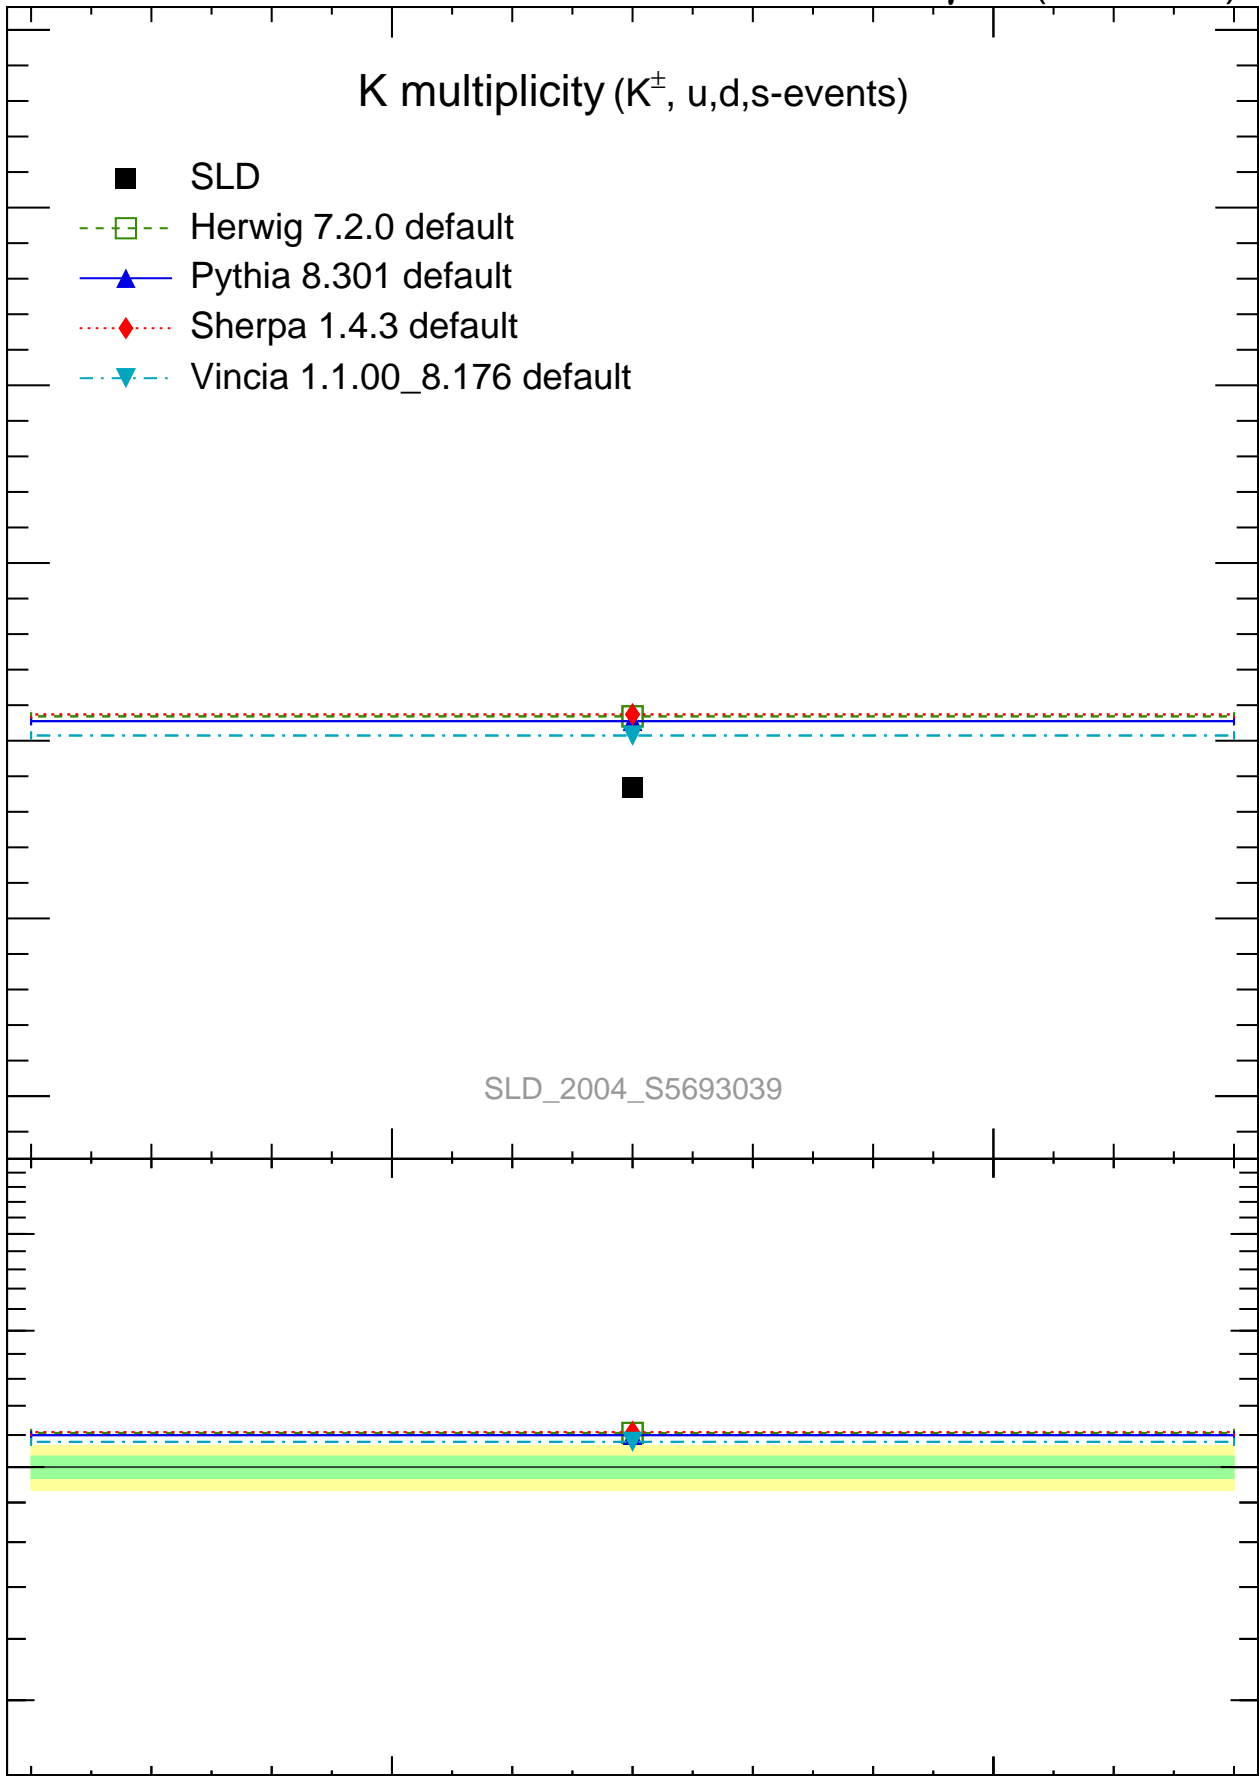 K multiplicity (K±, u,d,s-events)
SLD
Herwig 7.2.0 default
Pythia 8.301 default
Sherpa 1.4.3 default
Vincia 1.1.00_8.176 default
SLD_2004_S5693039